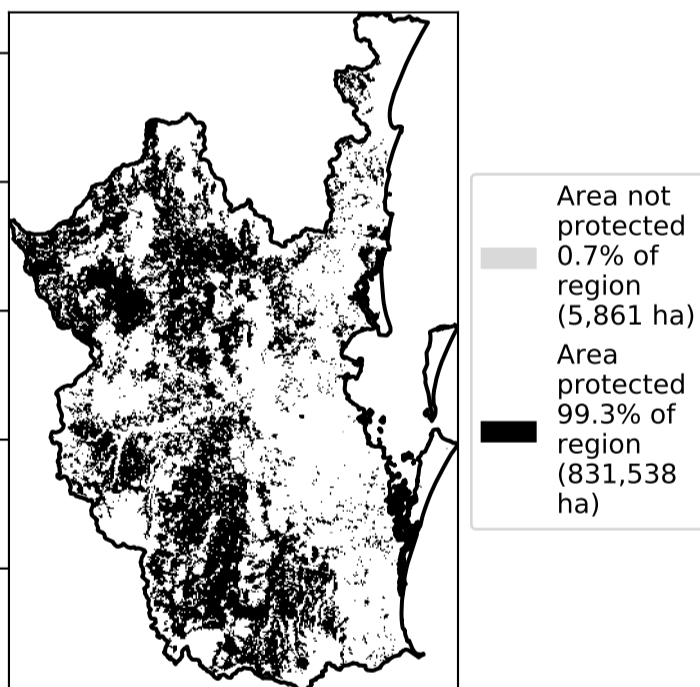 Area not
protected
0.7% of
region
(5,861 ha)
Area
protected
99.3% of
region
(831,538
ha)